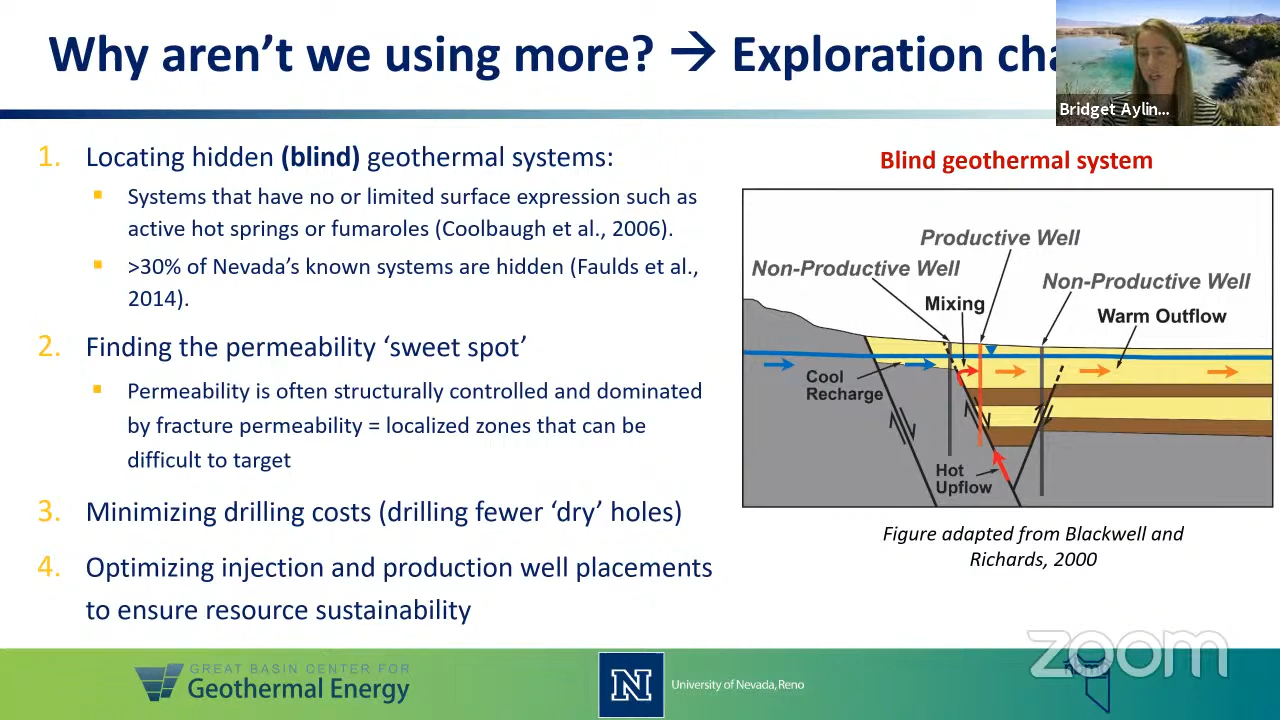 Why aren't we using more? → Exploration cha
Bridget Aylin...
1. Locating hidden (blind) geothermal systems:
▪ Systems that have no or limited surface expression such as
active hot springs or fumaroles (Coolbaugh et al., 2006).
▪ >30% of Nevada's known systems are hidden (Faulds et al.,
2014).
2. Finding the permeability 'sweet spot'
▪ Permeability is often structurally controlled and dominated
by fracture permeability = localized zones that can be
difficult to target
3. Minimizing drilling costs (drilling fewer 'dry' holes)
4. Optimizing injection and production well placements
to ensure resource sustainability
Blind geothermal system
Productive Well
Non-Productive Well
Non-Productive Well
Mixing
Warm Outflow
Cool
Recharge
Hot
Upflow
Figure adapted from Blackwell and
Richards, 2000
GREAT BASIN CENTER FOR
Geothermal Energy
N
University of Nevada, Reno
zoom